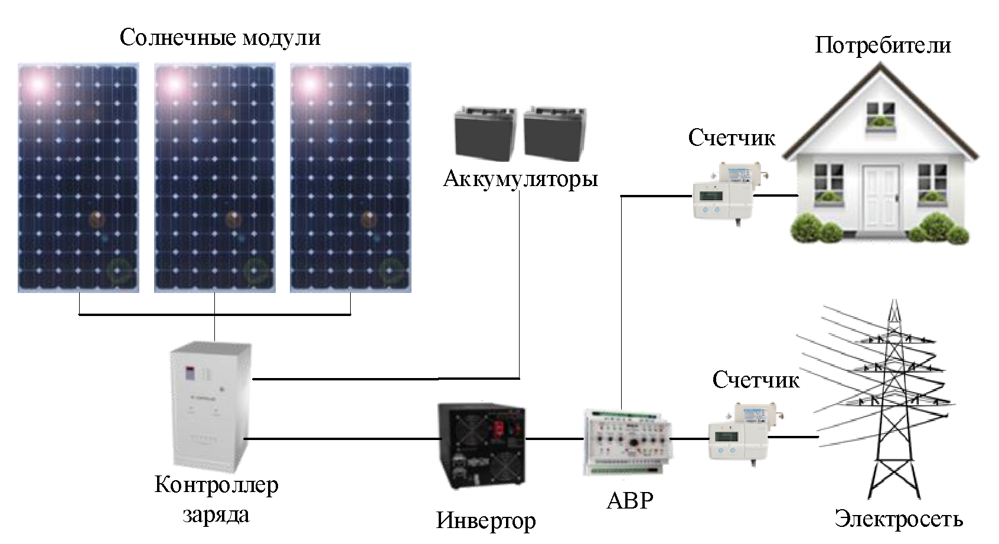 Солнечные модули
Потребители
Счетчик
Аккумуляторы
Счетчик
Контроллер
заряда
Инвертор
АВР
Электросеть